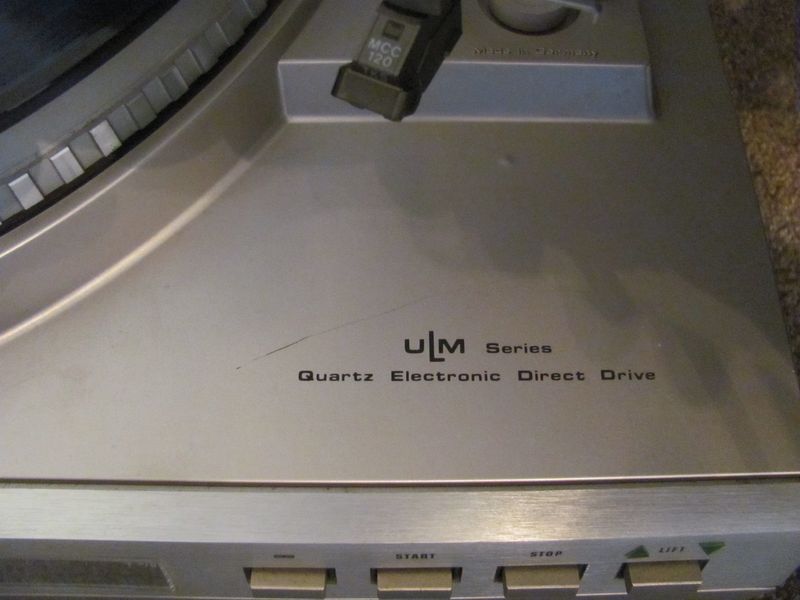 MCC
120
Made in Germany
ULM Series
Quartz Electronic Direct Drive
START
STOP
LIFT